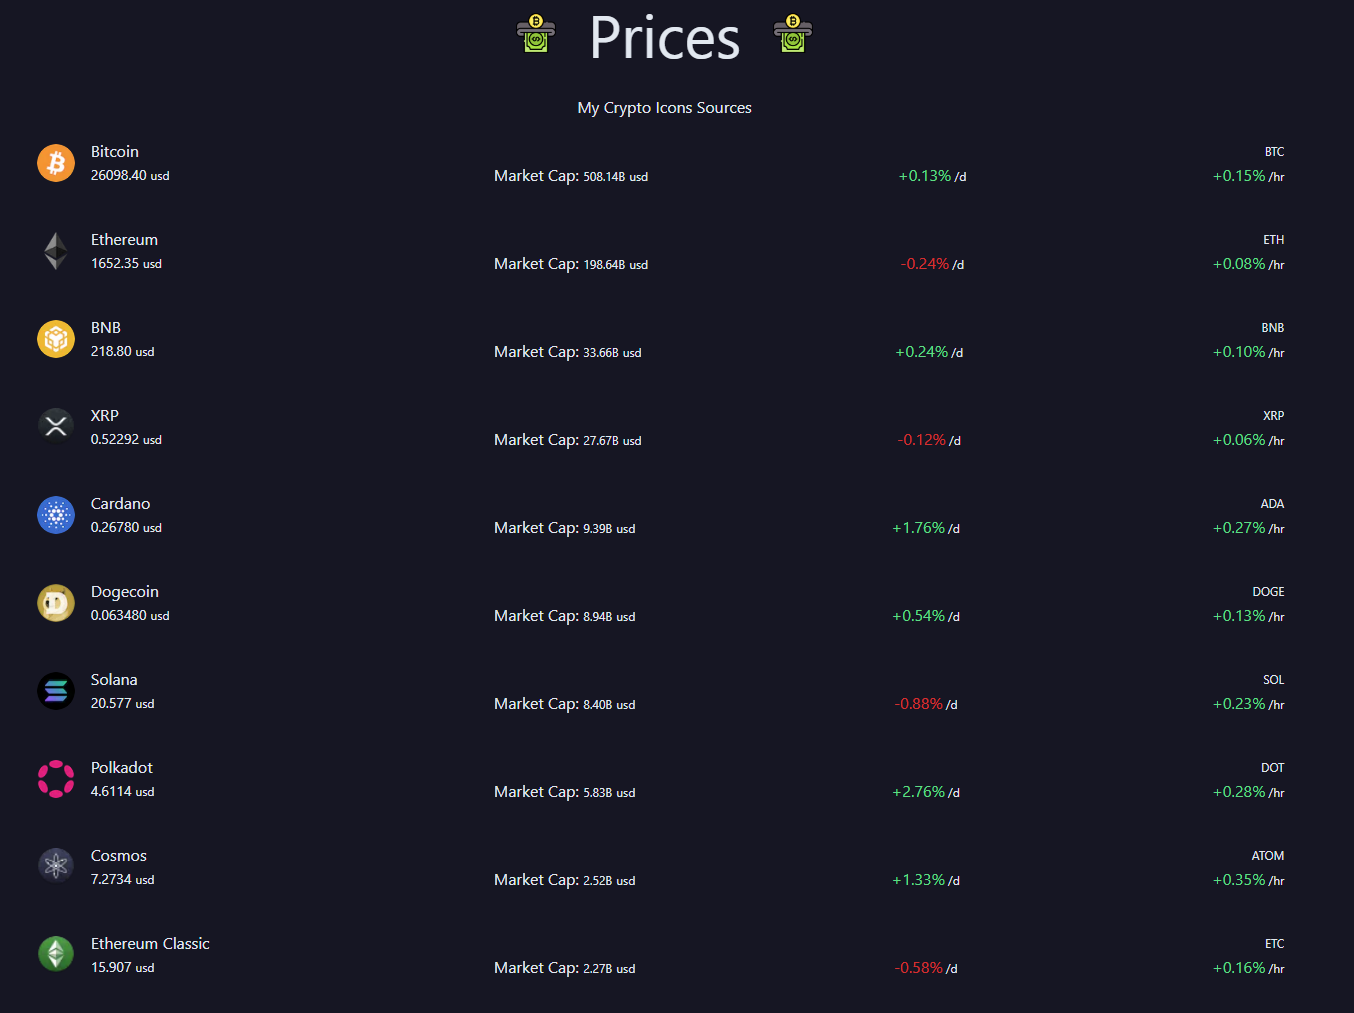 Prices
My Crypto Icons Sources
Bitcoin BTC
26098.40 usd Market Cap: 508.14B usd +0.13% /d +0.15% /hr
Ethereum ETH
1652.35 usd Market Cap: 198.64B usd -0.24% /d +0.08% /hr
BNB BNB
218.80 usd Market Cap: 33.66B usd +0.24% /d +0.10% /hr
XRP XRP
0.52292 usd Market Cap: 27.67B usd -0.12% /d +0.06% /hr
Cardano ADA
0.26780 usd Market Cap: 9.39B usd +1.76% /d +0.27% /hr
Dogecoin DOGE
0.063480 usd Market Cap: 8.94B usd +0.54% /d +0.13% /hr
Solana SOL
20.577 usd Market Cap: 8.40B usd -0.88% /d +0.23% /hr
Polkadot DOT
4.6114 usd Market Cap: 5.83B usd +2.76% /d +0.28% /hr
Cosmos ATOM
7.2734 usd Market Cap: 2.52B usd +1.33% /d +0.35% /hr
Ethereum Classic ETC
15.907 usd Market Cap: 2.27B usd -0.58% /d +0.16% /hr